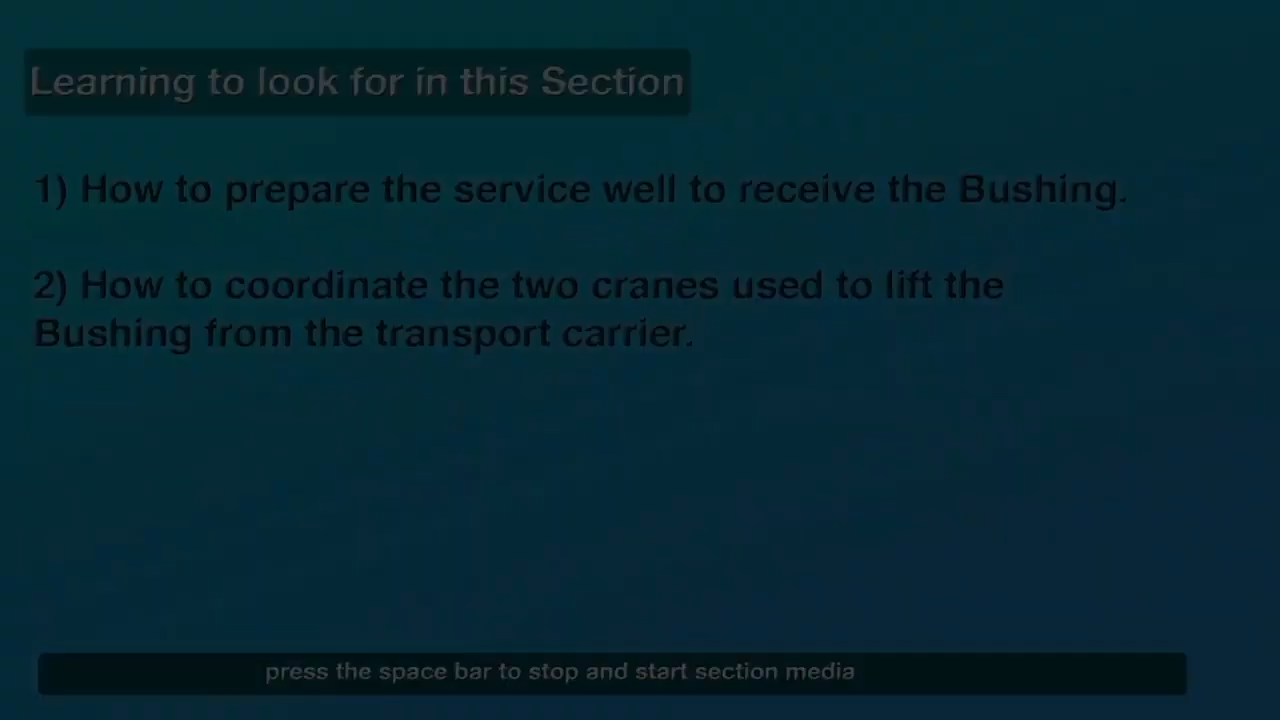 Learning to look for in this Section
1) How to prepare the service well to receive the Bushing.
2) How to coordinate the two cranes used to lift the
Bushing from the transport carrier.
press the space bar to stop and start section media